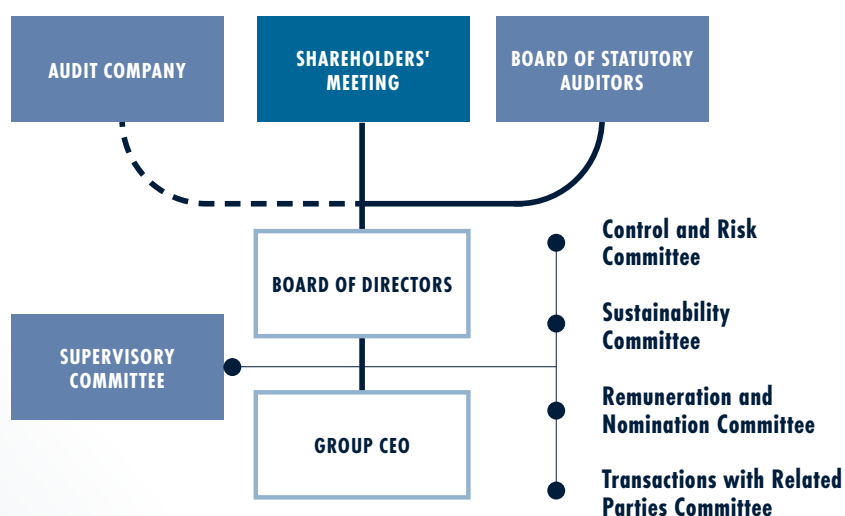 AUDIT COMPANY
SHAREHOLDERS'
MEETING
BOARD OF STATUTORY
AUDITORS
BOARD OF DIRECTORS
Control and Risk
Committee
Sustainability
Committee
SUPERVISORY
COMMITTEE
Remuneration and
Nomination Committee
GROUP CEO
Transactions with Related
Parties Committee